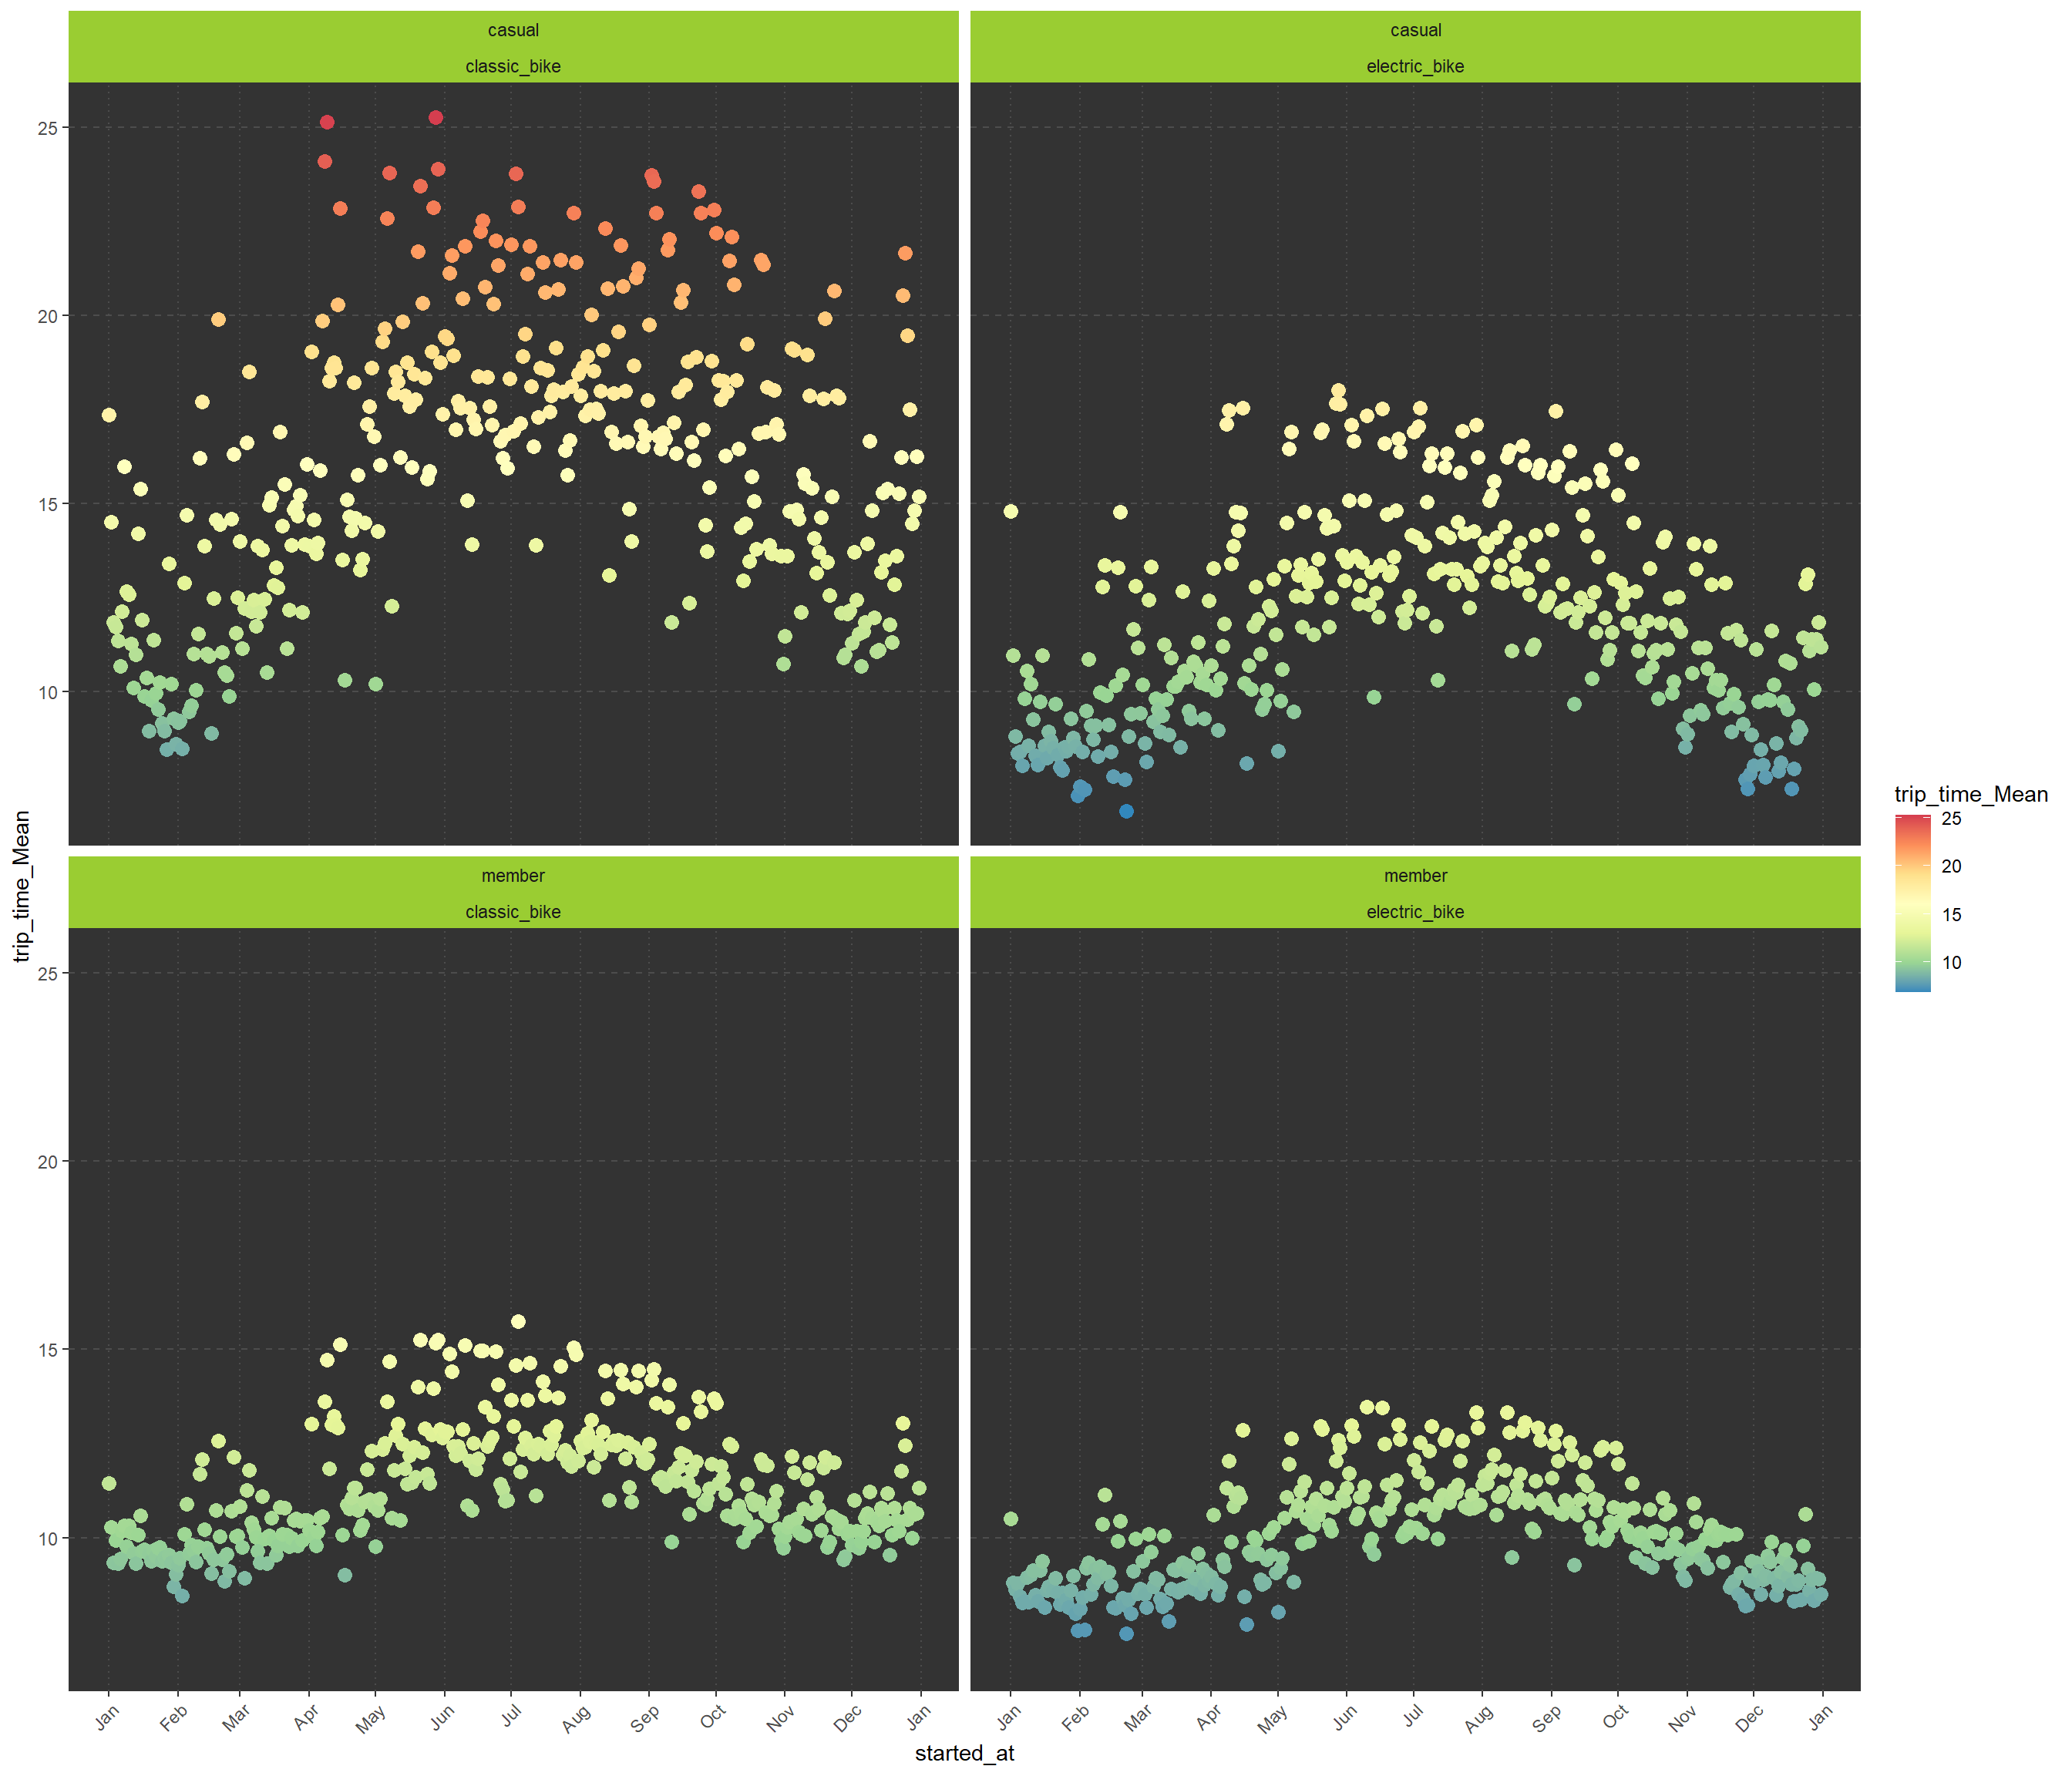 casual
classic_bike
casual
electric_bike
25
20
15
10
member
classic_bike
member
electric_bike
25
20
15
10
Jan
Feb
Mar
Apr
May
Jun
Jul
Aug
Sep
Oct
Nov
Dec
Jan
Jan
Feb
Mar
Apr
May
Jun
Jul
Aug
Sep
Oct
Nov
Dec
Jan
started_at
trip_time_Mean
trip_time_Mean
25
20
15
10